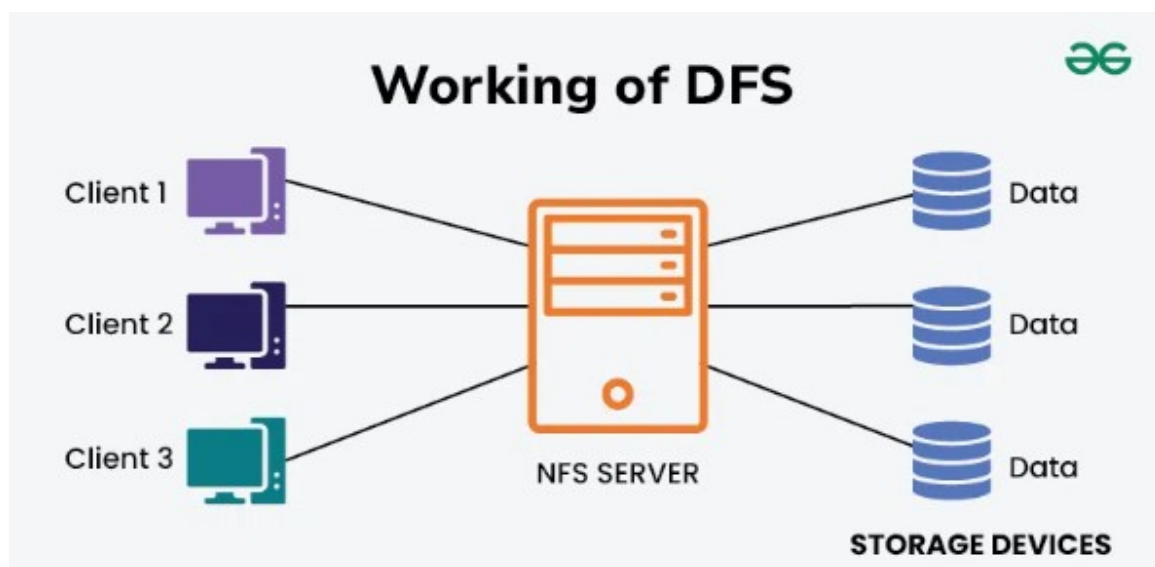 Working of DFS
Client 1
Data
Client 2
Data
Client 3
Data
NFS SERVER
STORAGE DEVICES